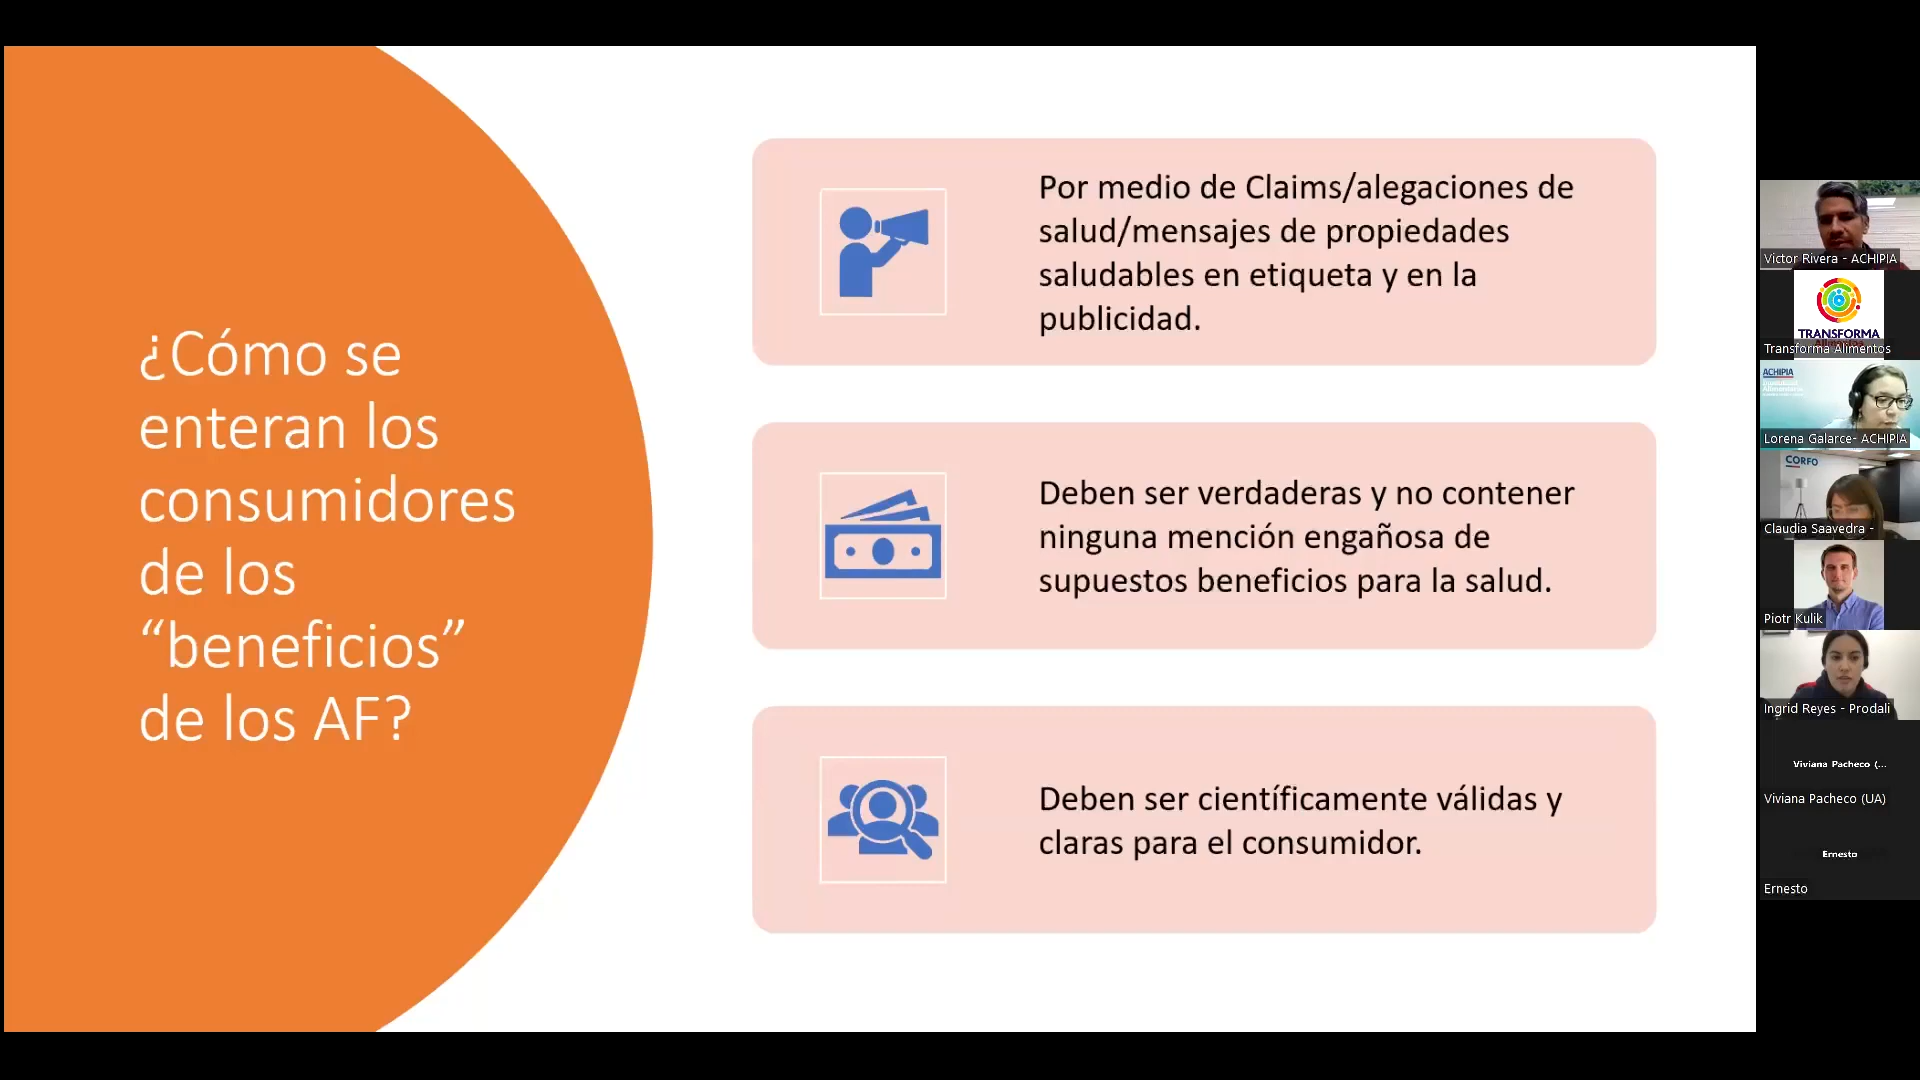 ¿Cómo se
enteran los
consumidores
de los
“beneficios”
de los AF?
Por medio de Claims/alegaciones de
salud/mensajes de propiedades
saludables en etiqueta y en la
publicidad.
Deben ser verdaderas y no contener
ninguna mención engañosa de
supuestos beneficios para la salud.
Deben ser científicamente válidas y
claras para el consumidor.
Victor Rivera - ACHIPIA
TRANSFORMA
Transforma Alimentos
ACHIPIA
Lorena Galarce- ACHIPIA
CORFO
Claudia Saavedra -
Piotr Kulik
Ingrid Reyes - Prodali
Viviana Pacheco (...
Viviana Pacheco (UA)
Ernesto
Ernesto